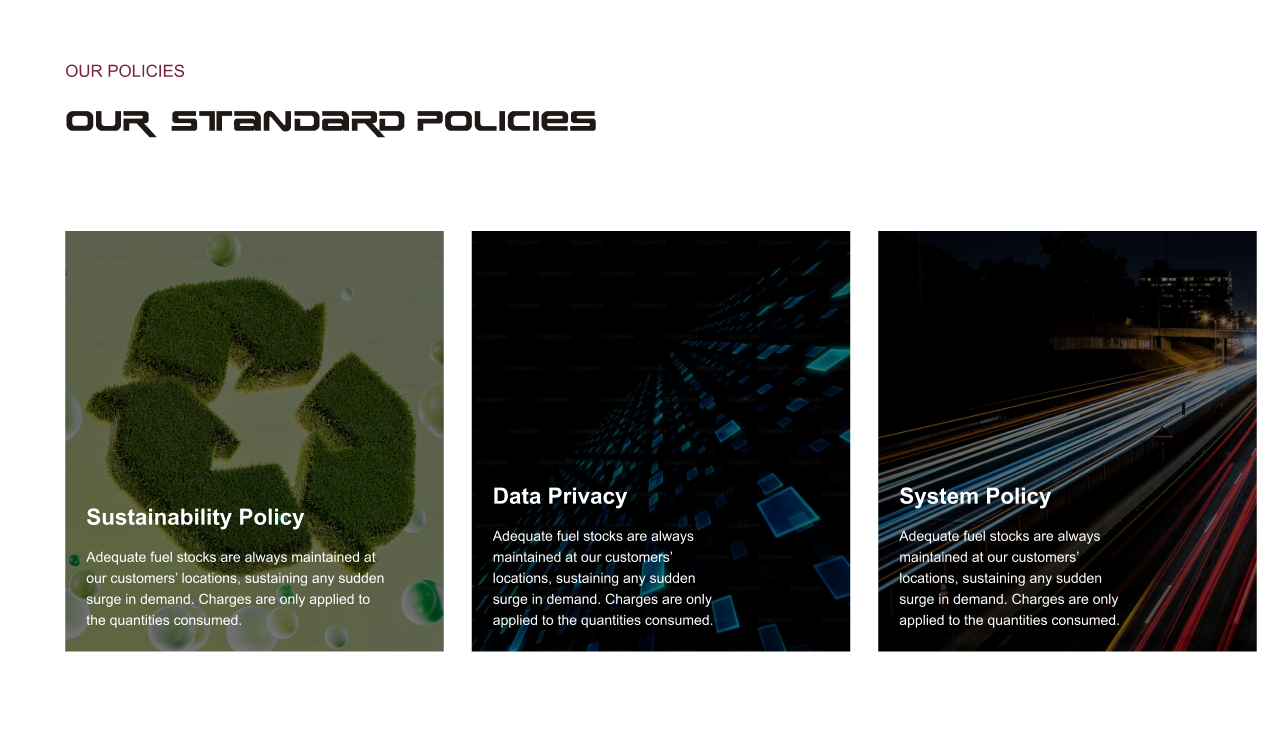 OUR POLICIES
OUR STANDARD POLICIES
Sustainability Policy
Adequate fuel stocks are always maintained at
our customers’ locations, sustaining any sudden
surge in demand. Charges are only applied to
the quantities consumed.
Data Privacy
Adequate fuel stocks are always
maintained at our customers’
locations, sustaining any sudden
surge in demand. Charges are only
applied to the quantities consumed.
System Policy
Adequate fuel stocks are always
maintained at our customers’
locations, sustaining any sudden
surge in demand. Charges are only
applied to the quantities consumed.